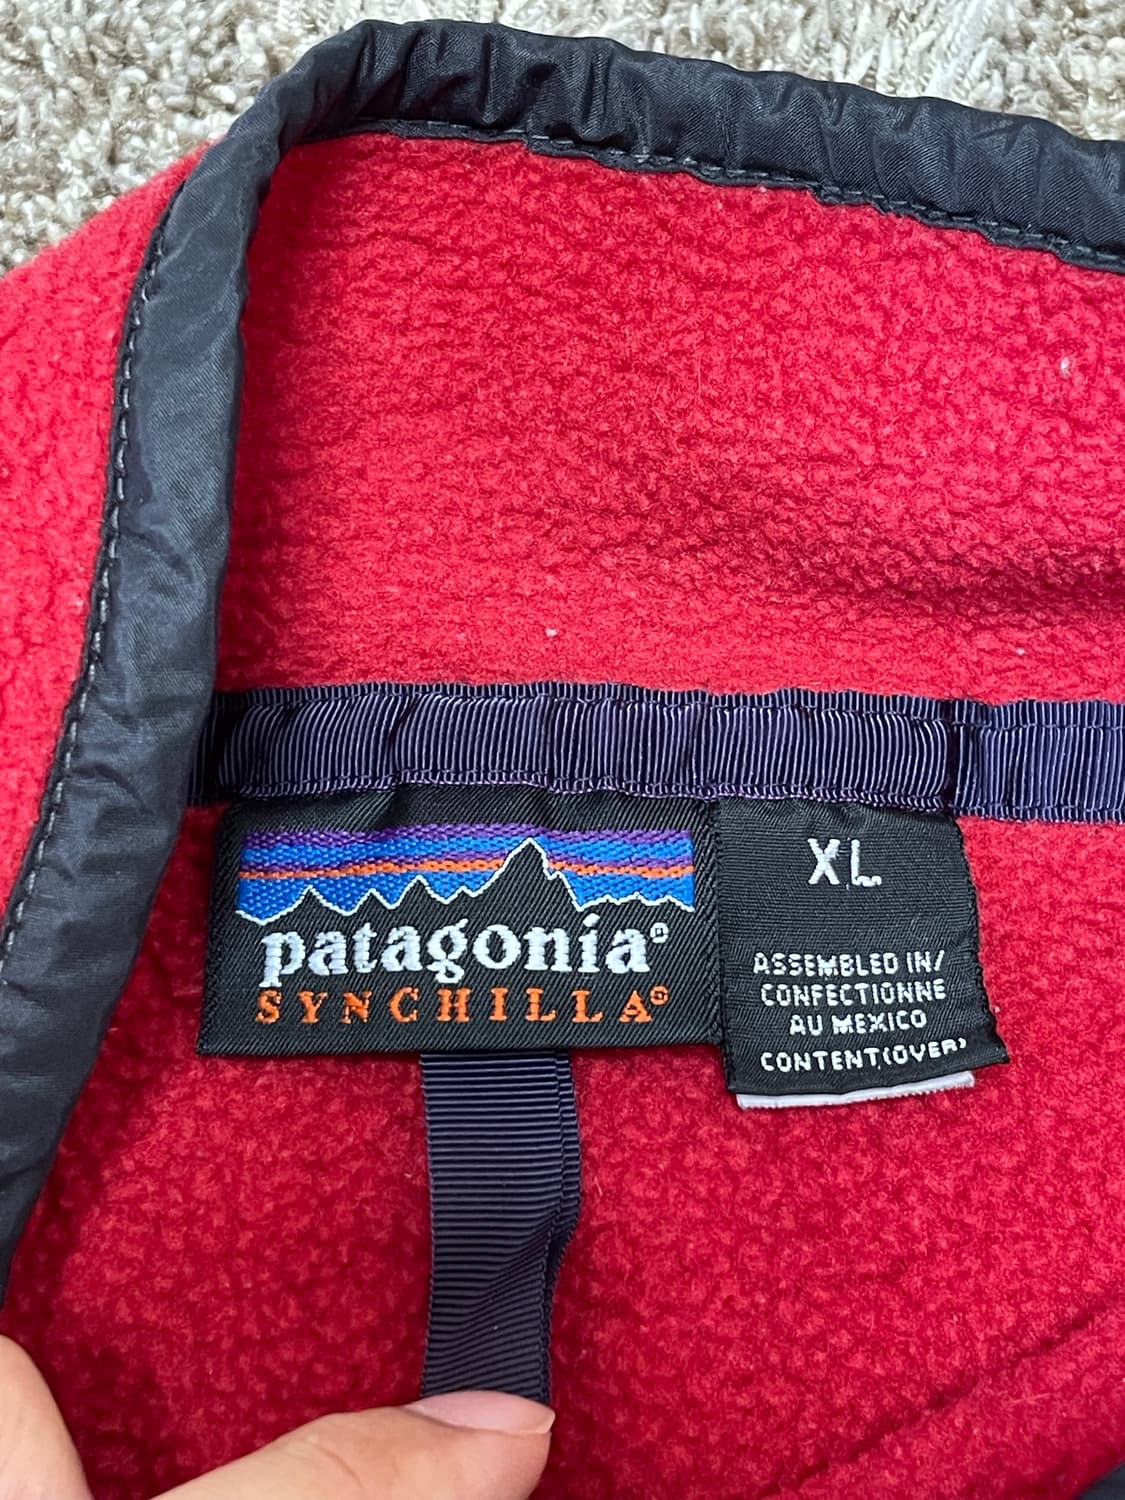 patagonia®
SYNCHILLA®
XL
ASSEMBLED IN/
CONFECTIONNE
AU MEXICO
CONTENT(OVER)